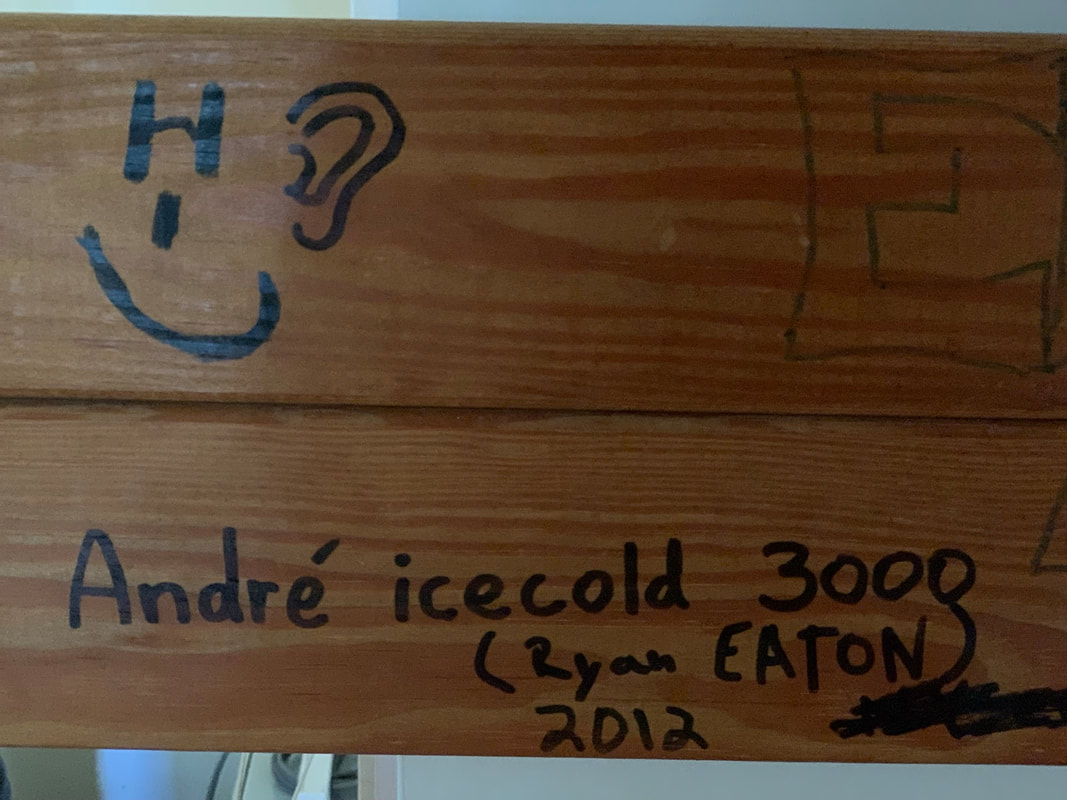 H
André icecold 3000
(Ryan EATON)
2012